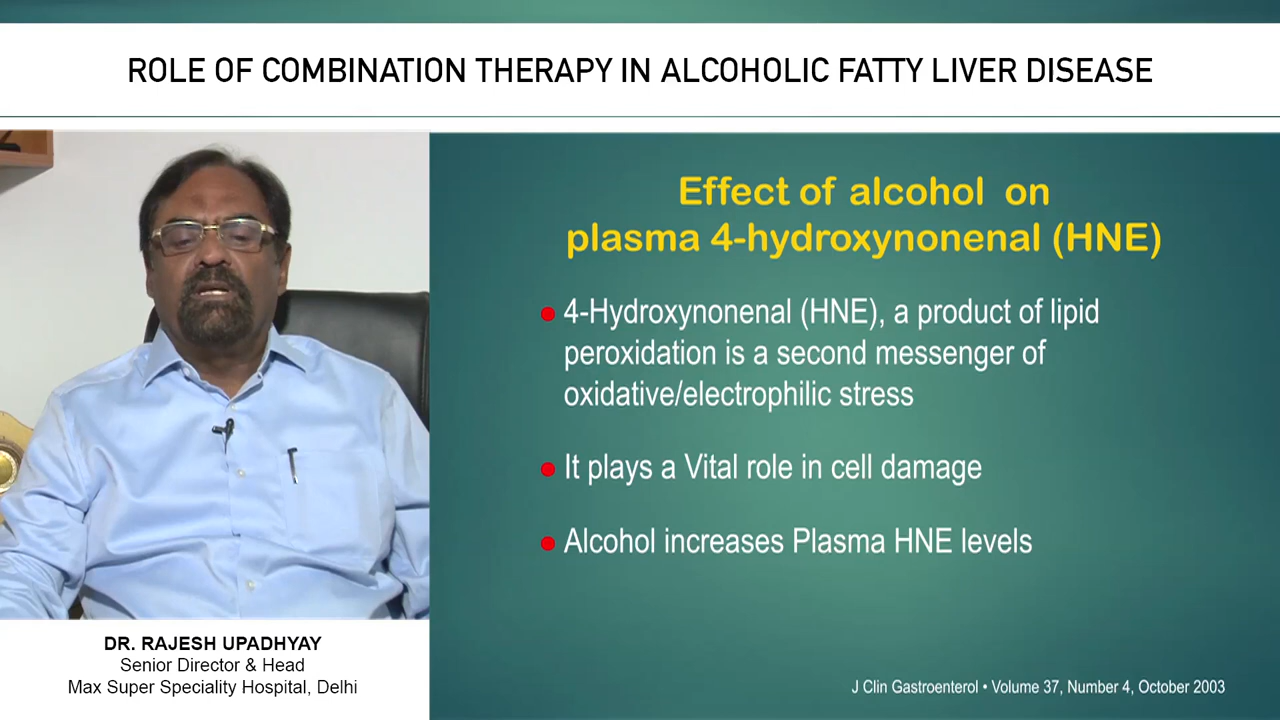 ROLE OF COMBINATION THERAPY IN ALCOHOLIC FATTY LIVER DISEASE
Effect of alcohol on
plasma 4-hydroxynonenal (HNE)
4-Hydroxynonenal (HNE), a product of lipid
peroxidation is a second messenger of
oxidative/electrophilic stress
It plays a Vital role in cell damage
Alcohol increases Plasma HNE levels
J Clin Gastroenterol • Volume 37, Number 4, October 2003
DR. RAJESH UPADHYAY
Senior Director & Head
Max Super Speciality Hospital, Delhi